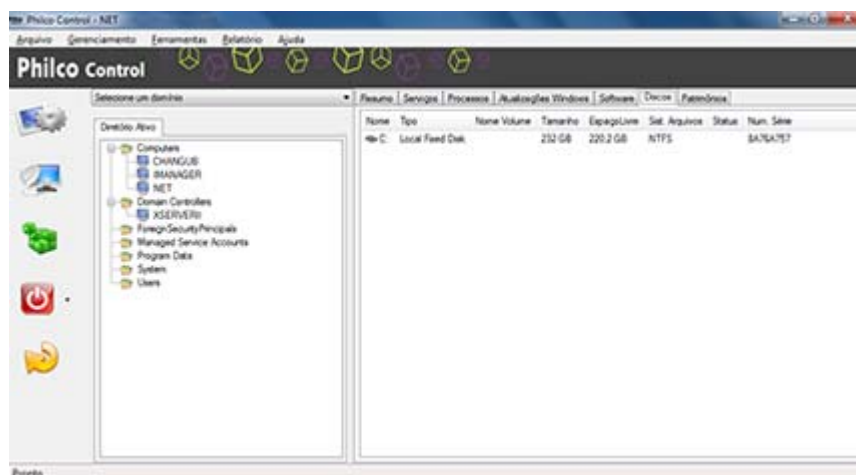 Philco Control - NET
Arquivo Gerenciamento Ferramentas Relatório Ajuda
Philco Control
Selecione um domínio
Resumo Serviços Processos Atualizações Windows Software Discos Patrimônios
Diretório Ativo
Nome Tipo Nome Volume Tamanho EspaçoLivre Sist. Arquivos Status Num. Série
C: Local Fixed Disk 232 GB 220.2 GB NTFS
Computers
CHANGUB
IMANAGER
NET
Domain Controllers
XSERVERII
ForeignSecurityPrincipals
Managed Service Accounts
Program Data
System
Users
Pronto